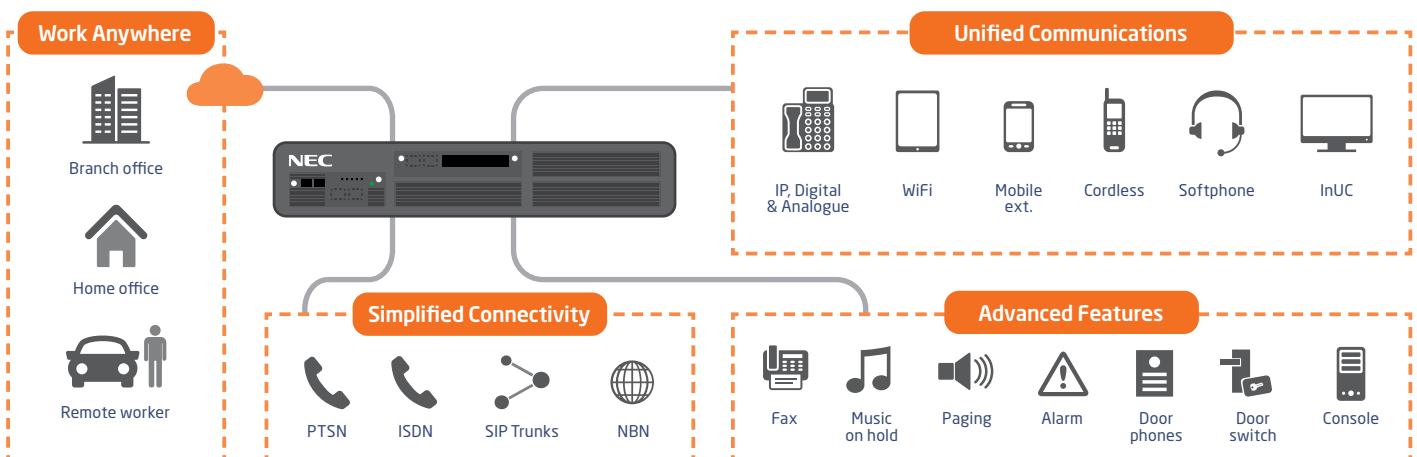 Work Anywhere
Branch office
Home office
Remote worker
NEC
Unified Communications
IP, Digital
& Analogue
WiFi
Mobile
ext.
Cordless
Softphone
InUC
Simplified Connectivity
PTSN
ISDN
SIP Trunks
NBN
Advanced Features
Fax
Music
on hold
Paging
Alarm
Door
phones
Door
switch
Console